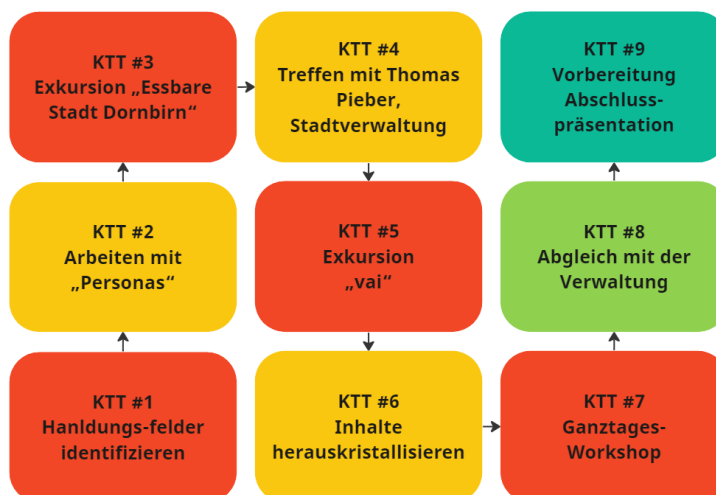 KTT #1
Hanldungs-felder
identifizieren
KTT #2
Arbeiten mit
„Personas“
KTT #3
Exkursion „Essbare
Stadt Dornbirn“
KTT #4
Treffen mit Thomas
Pieber,
Stadtverwaltung
KTT #5
Exkursion
„vai“
KTT #6
Inhalte
herauskristallisieren
KTT #7
Ganztages-
Workshop
KTT #8
Abgleich mit der
Verwaltung
KTT #9
Vorbereitung
Abschluss-
präsentation